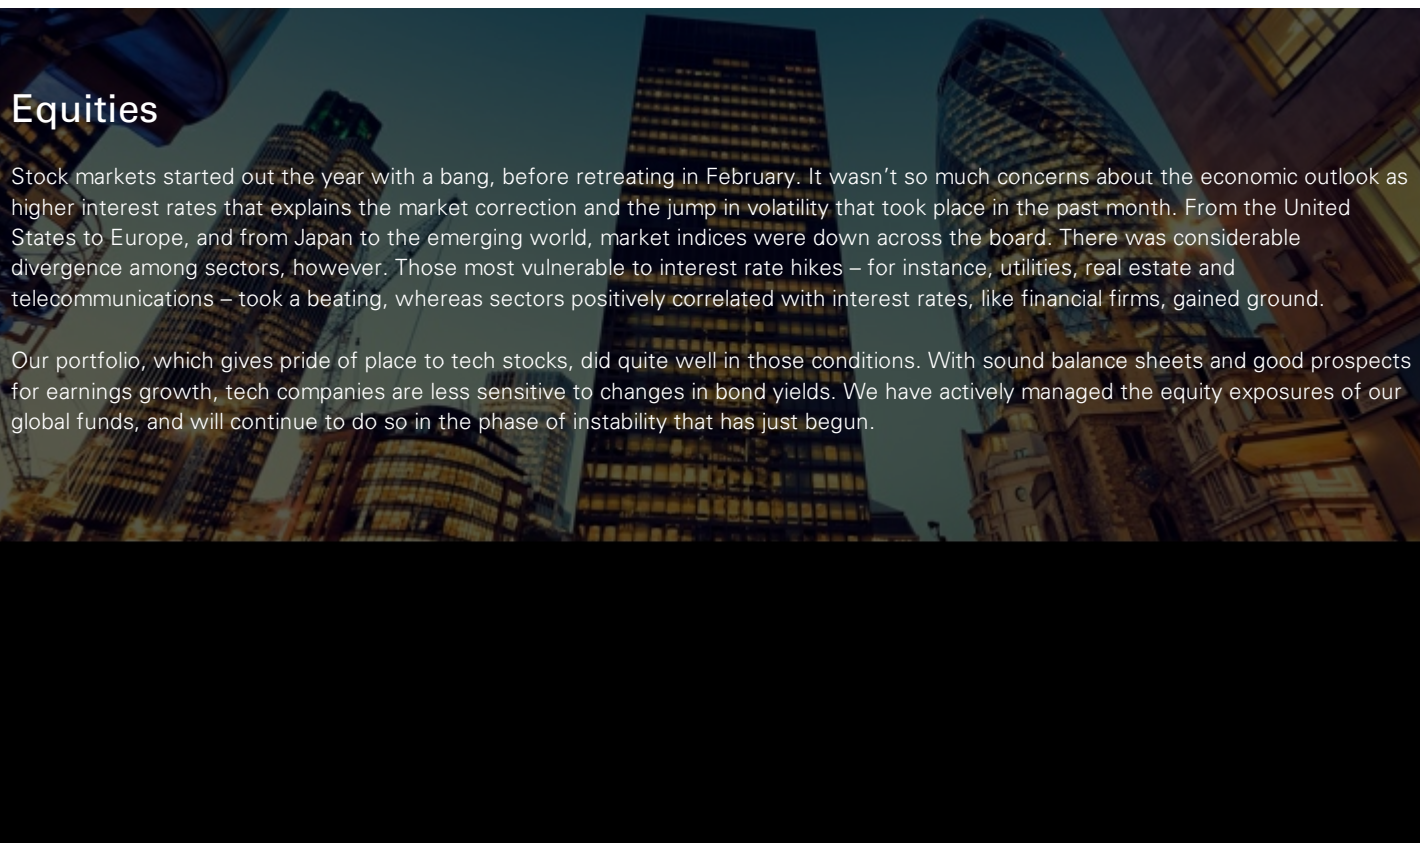 Equities
Stock markets started out the year with a bang, before retreating in February. It wasn’t so much concerns about the economic outlook as
higher interest rates that explains the market correction and the jump in volatility that took place in the past month. From the United
States to Europe, and from Japan to the emerging world, market indices were down across the board. There was considerable
divergence among sectors, however. Those most vulnerable to interest rate hikes – for instance, utilities, real estate and
telecommunications – took a beating, whereas sectors positively correlated with interest rates, like financial firms, gained ground.
Our portfolio, which gives pride of place to tech stocks, did quite well in those conditions. With sound balance sheets and good prospects
for earnings growth, tech companies are less sensitive to changes in bond yields. We have actively managed the equity exposures of our
global funds, and will continue to do so in the phase of instability that has just begun.